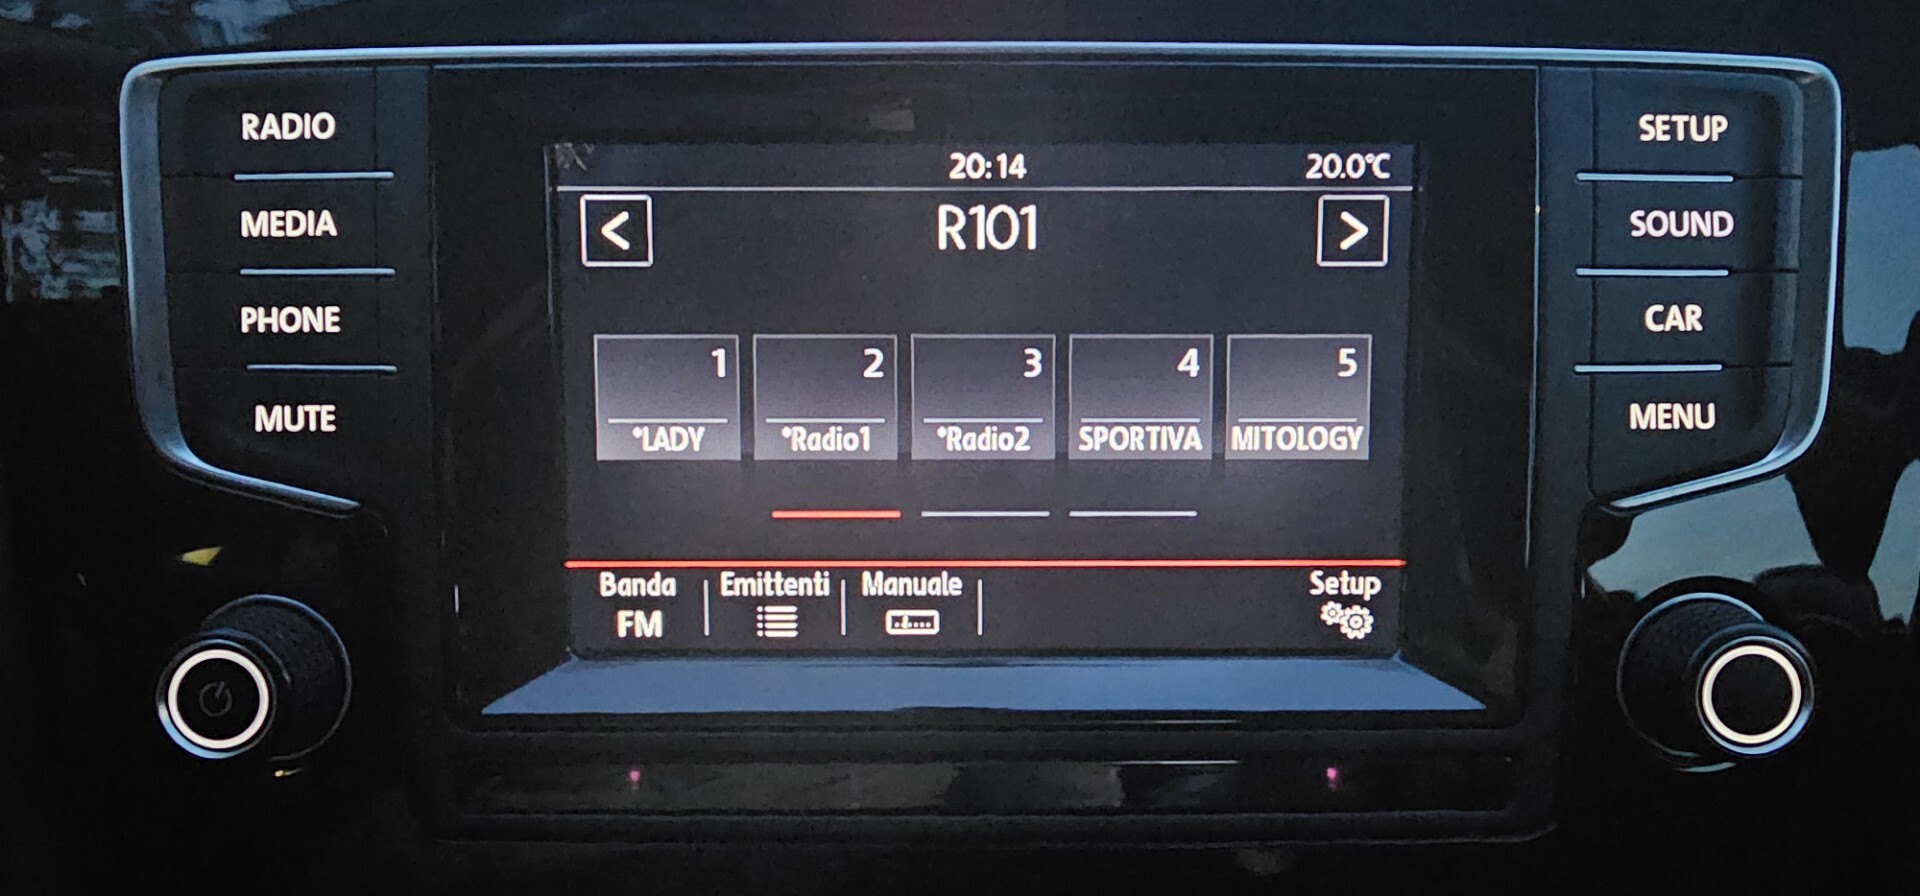 RADIO
MEDIA
PHONE
MUTE
20:14 20.0°C
< R101 >
1 2 3 4 5
*LADY *Radio1 *Radio2 SPORTIVA MITOLOGY
Banda Emittenti Manuale Setup
FM
SETUP
SOUND
CAR
MENU